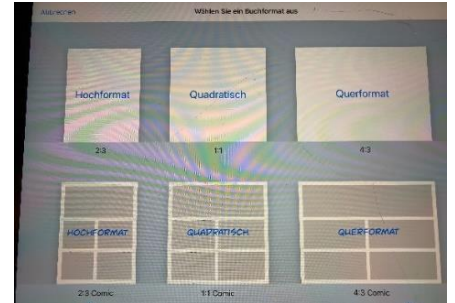 Abbrechen
Wählen Sie ein Buchformat aus
Hochformat
Quadratisch
Querformat
2:3
1:1
4:3
HOCHFORMAT
QUADRATISCH
QUERFORMAT
2:3 Comic
1:1 Comic
4:3 Comic